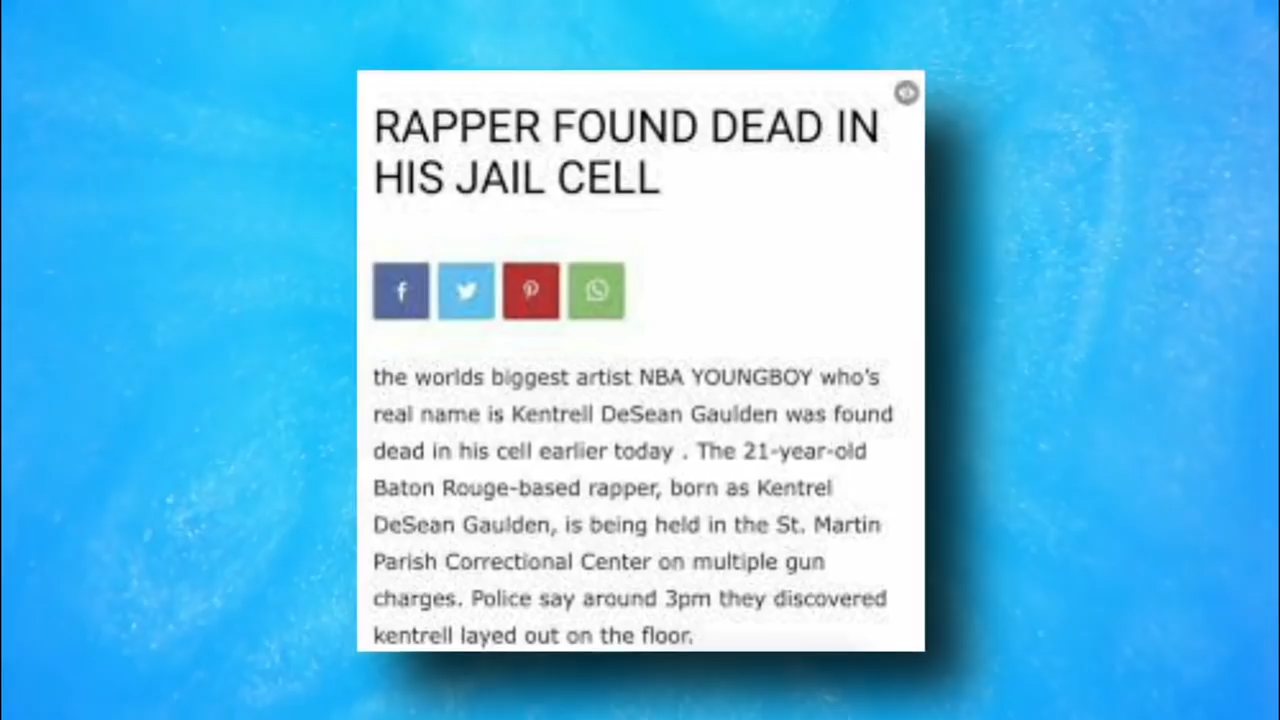 RAPPER FOUND DEAD IN
HIS JAIL CELL
the worlds biggest artist NBA YOUNGBOY who's
real name is Kentrell DeSean Gaulden was found
dead in his cell earlier today . The 21-year-old
Baton Rouge-based rapper, born as Kentrel
DeSean Gaulden, is being held in the St. Martin
Parish Correctional Center on multiple gun
charges. Police say around 3pm they discovered
kentrell layed out on the floor.